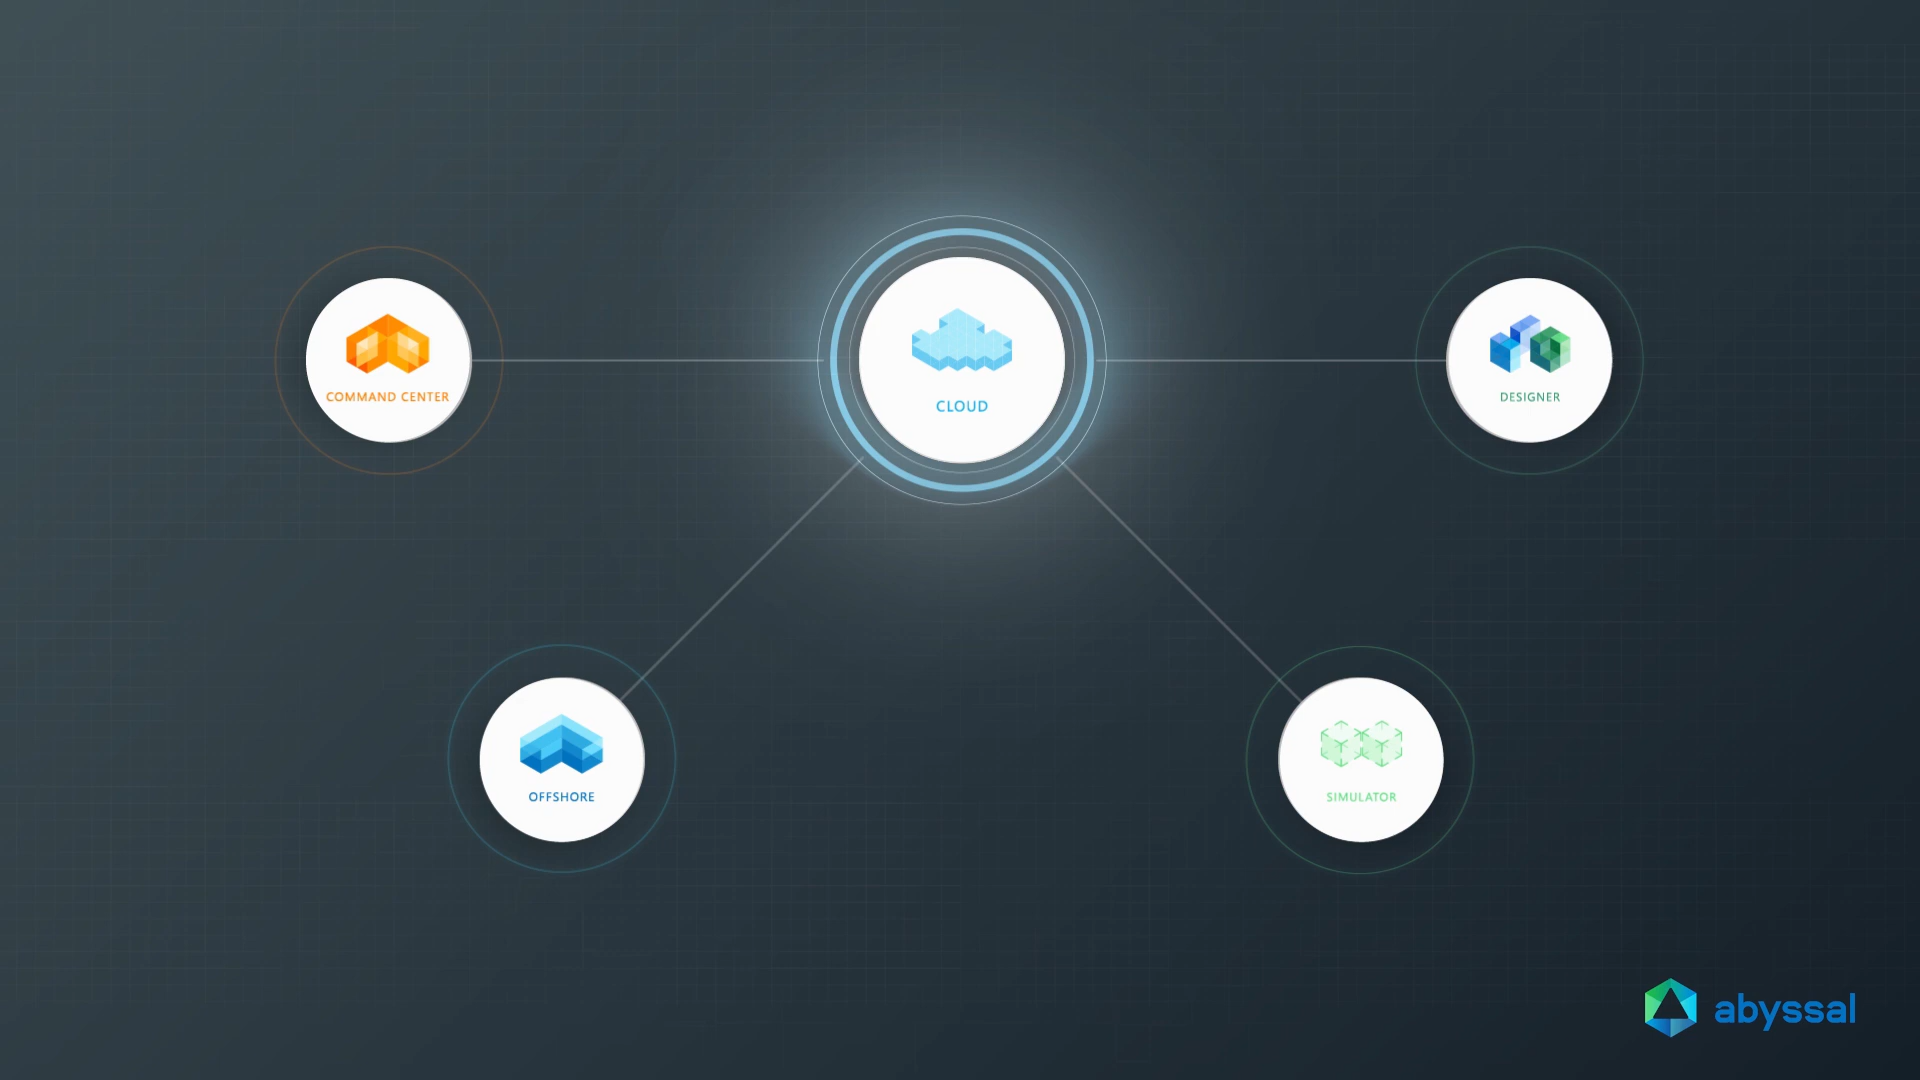 COMMAND CENTER
CLOUD
DESIGNER
OFFSHORE
SIMULATOR
abyssal